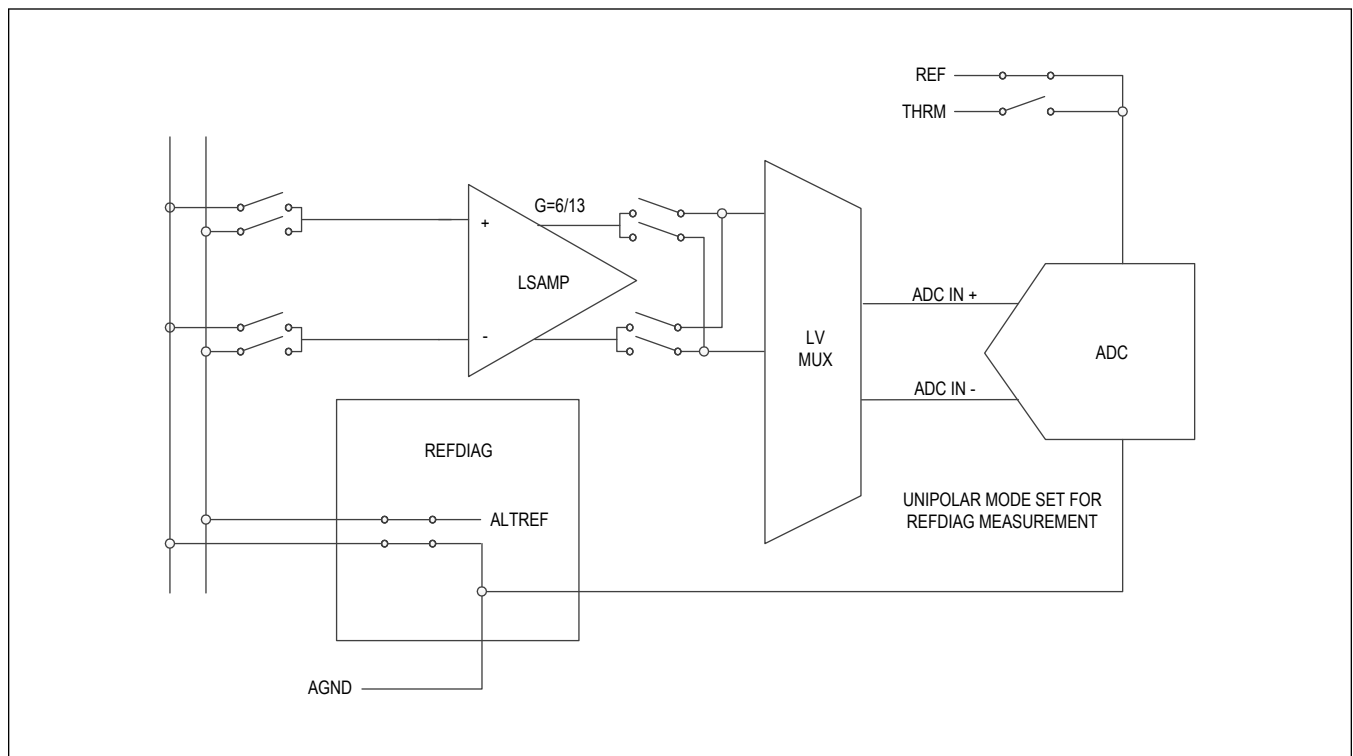 REF
THRM
G=6/13
+
LSAMP
-
LV
MUX
ADC IN +
ADC IN -
ADC
REFDIAG
ALTREF
UNIPOLAR MODE SET FOR
REFDIAG MEASUREMENT
AGND